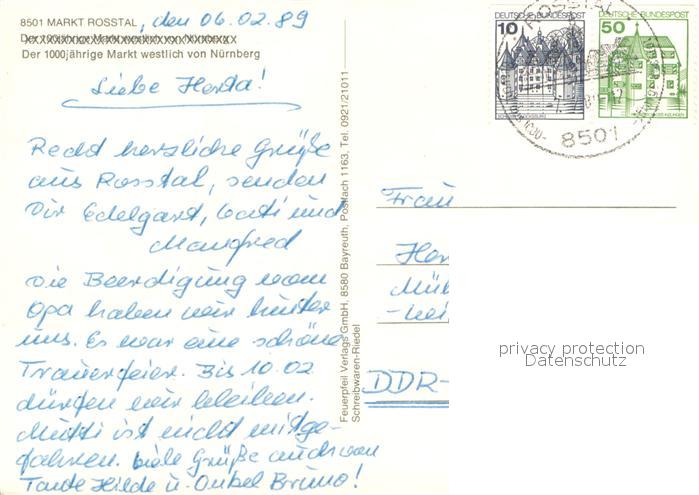 8501 MARKT ROSSTAL, den 06.02.89
Der 1000jährige Markt westlich von Nürnberg
Liebe Herta!
Recht herzliche Grüße
aus Rosstal, senden
Dir Edelgard, Gati und
Manfred
Die Beerdigung vom
Opa haben wir hinter
uns. Es war eine schöne
Trauerfeier. Bis 10.02
dürfen wir bleiben.
Mutti ist nicht mitge-
fahren. Viele Grüße auch von
Tante Hilde u. Onkel Bruno!
Feuerpfeil Verlags GmbH, 8580 Bayreuth, Postfach 1163, Tel. 0921/21011
Schreibwaren-Riedel
DEUTSCHE BUNDESPOST
10
DEUTSCHE BUNDESPOST
50
ROSSTAL
8501
Frau
Her
Mül
DDR-
privacy protection
Datenschutz